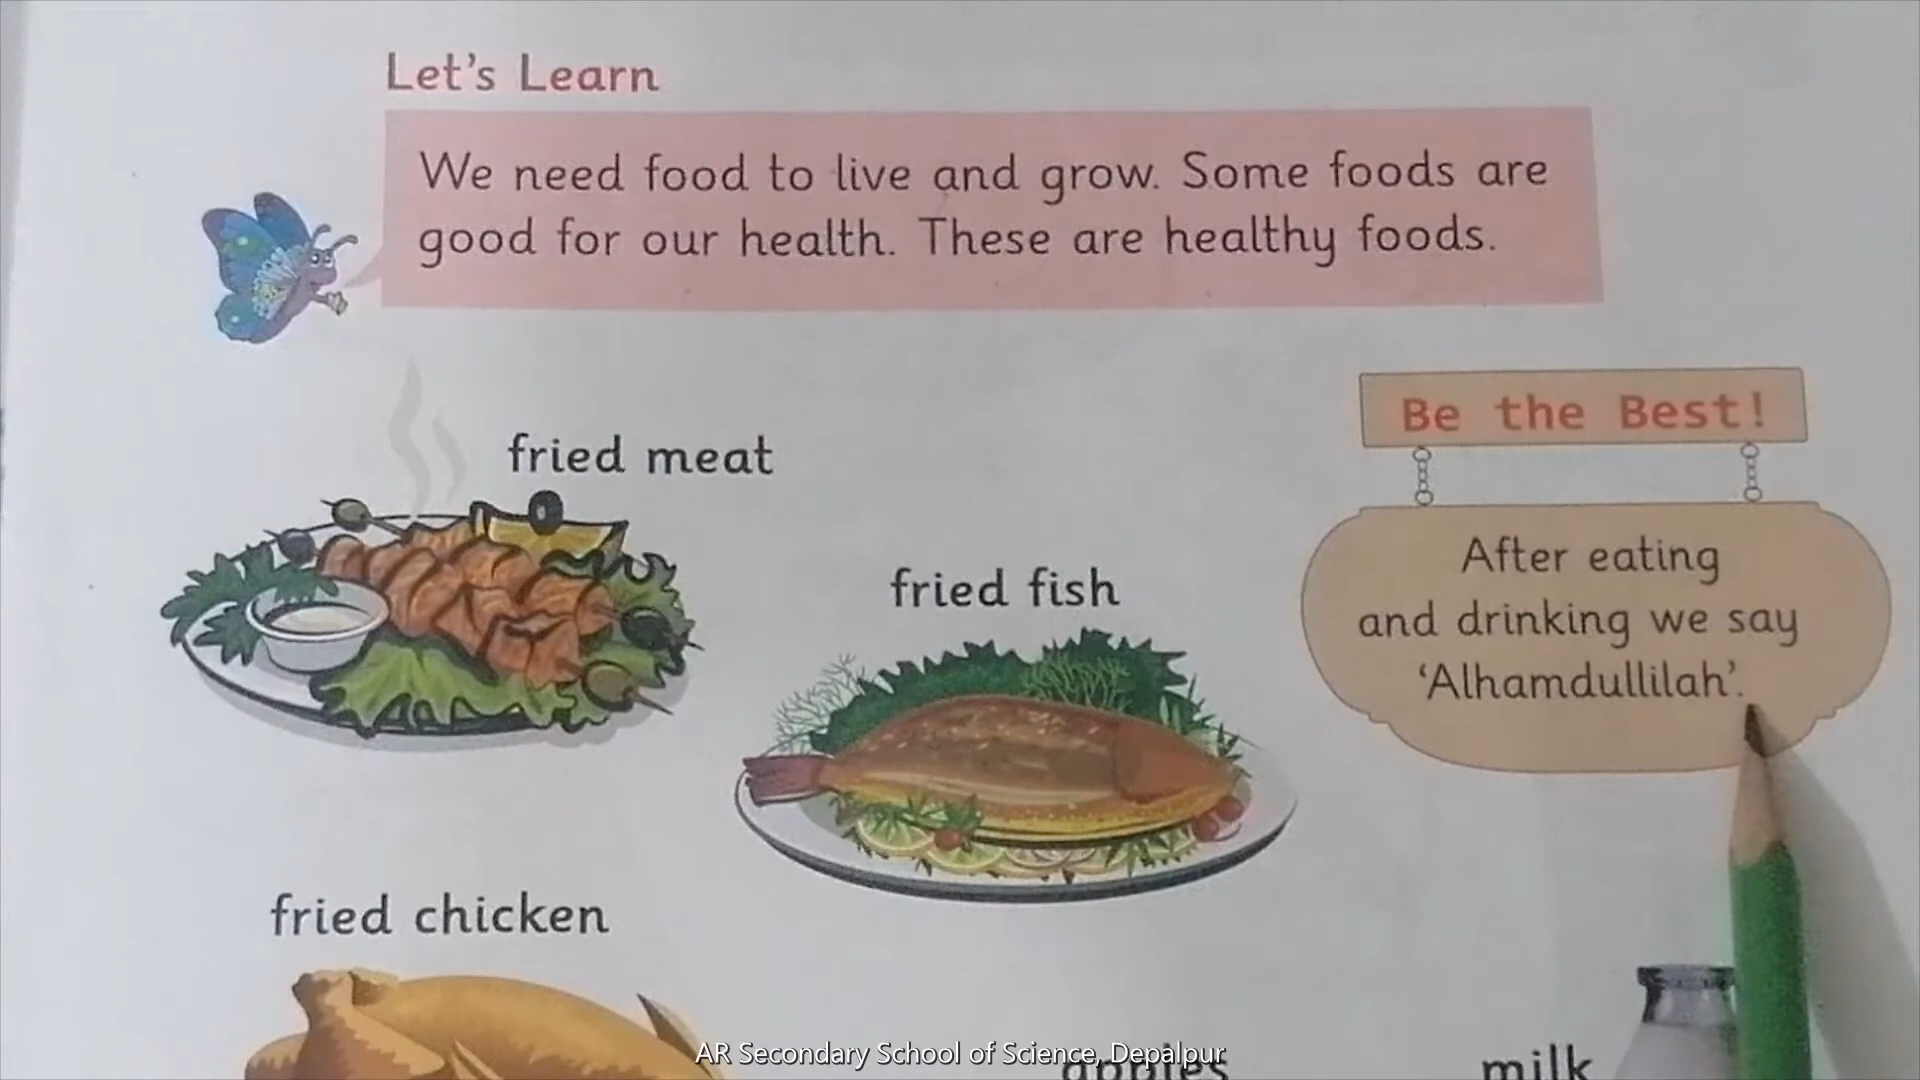 Let's Learn
We need food to live and grow. Some foods are
good for our health. These are healthy foods.
Be the Best!
fried meat
After eating
and drinking we say
‘Alhamdullilah’.
fried fish
fried chicken
AR Secondary School of Science, Depalpur
apples
milk